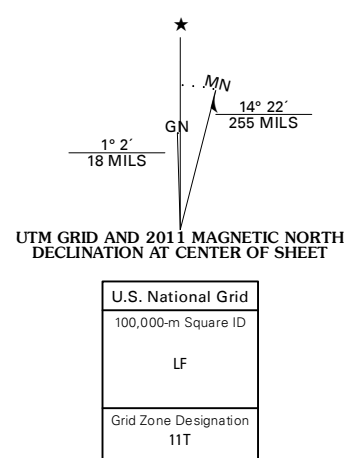 ★
MN
GN
14° 22´
255 MILS
1° 2´
18 MILS
UTM GRID AND 2011 MAGNETIC NORTH
DECLINATION AT CENTER OF SHEET
U.S. National Grid
100,000-m Square ID
LF
Grid Zone Designation
11T